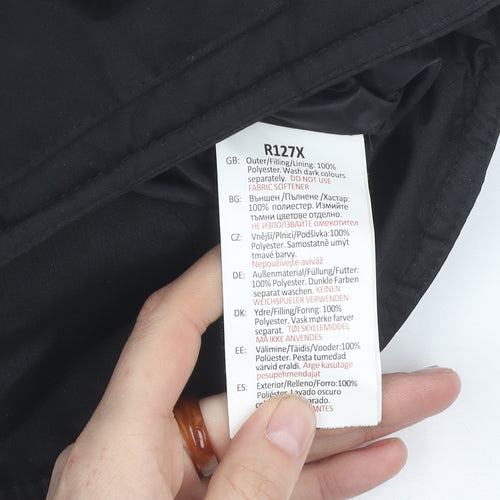 R127X
GB: Outer/Filling/Lining: 100%
Polyester. Wash dark colours
separately. DO NOT USE
FABRIC SOFTENER
BG: Външен/Пълнене/Хастар:
100% полиестер. Измийте
тъмни цветове отделно.
НЕ ИЗПОЛЗВАЙТЕ ОМЕКОТИТЕЛ
CZ: Vnější/Plnicí/Podšívka:100%
Polyester. Samostatně umýt
tmavé barvy.
Nepoužívejte aviváž
DE: Außenmaterial/Füllung/Futter:
100% Polyester. Dunkle Farben
separat waschen. KEINEN
WEICHSPUELER VERWENDEN
DK: Ydre/Filling/Foring: 100%
Polyester. Vask mørke farver
separat. TØJ SKYLLEMIDDEL
MÅ IKKE ANVENDES
EE: Välimine/Täidis/Vooder:100%
Polüester. Pesta tumedad
värvid eraldi. Ärge kasutage
pesupehmendajat
ES: Exterior/Relleno/Forro:100%
Poliéster. Lavado oscuro